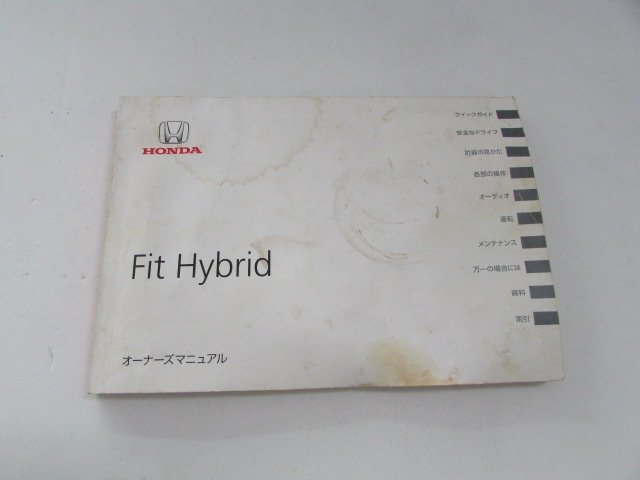 HONDA
Fit Hybrid
オーナーズマニュアル
クイックガイド
安全なドライブ
計器の見かた
各部の操作
オーディオ
運転
メンテナンス
万一の場合には
資料
索引